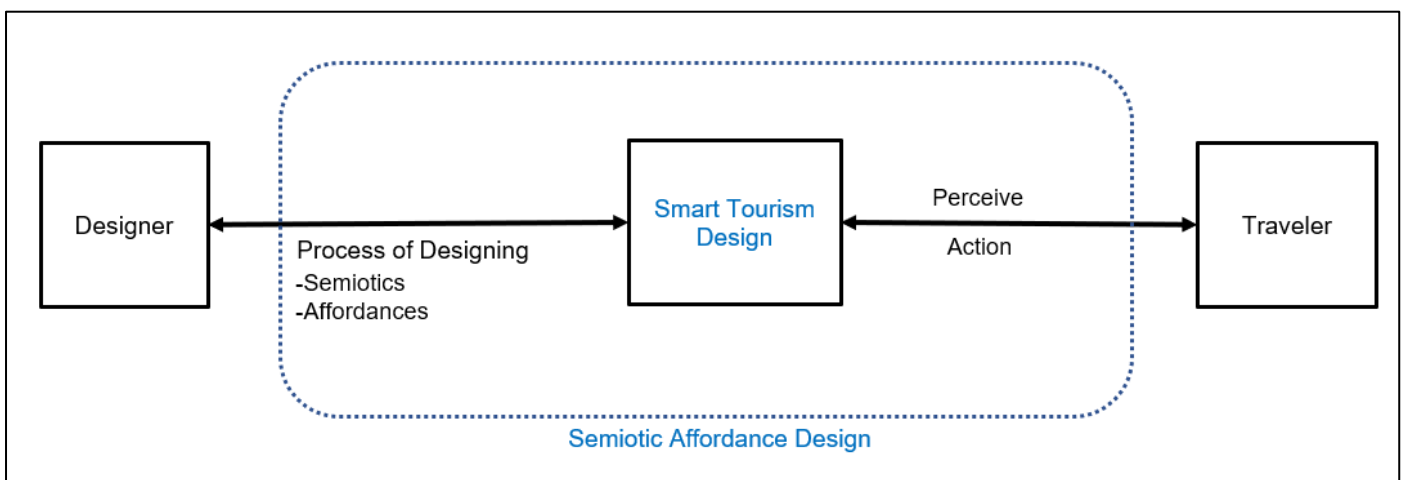 Designer
Process of Designing
-Semiotics
-Affordances
Smart Tourism
Design
Perceive
Action
Traveler
Semiotic Affordance Design